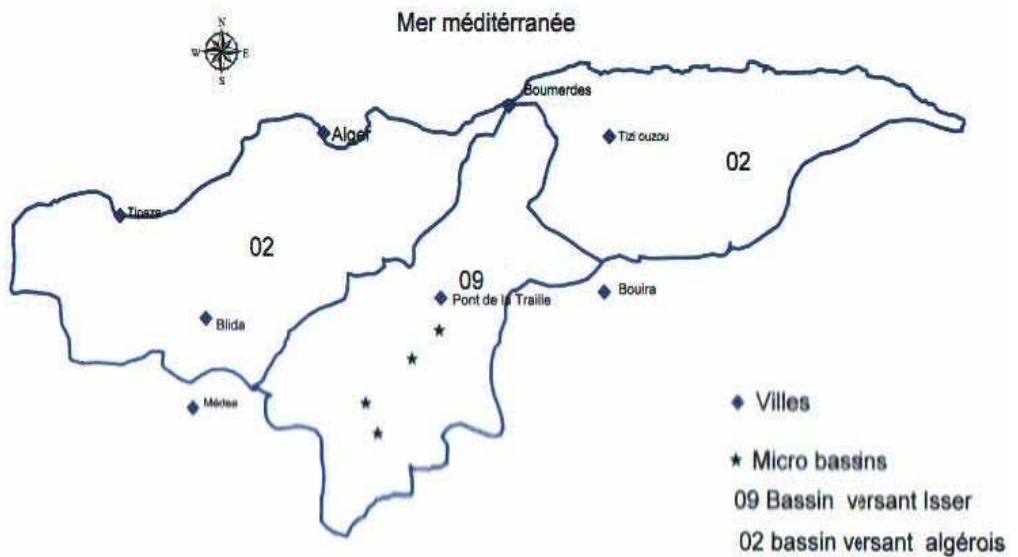 Mer méditérranée
N
W E
S
Boumerdes
Alger
Tizi ouzou
02
Tipaza
02
09
Pont de la Traille
Bouira
Blida
Médea
Villes
Micro bassins
09 Bassin versant Isser
02 bassin versant algérois